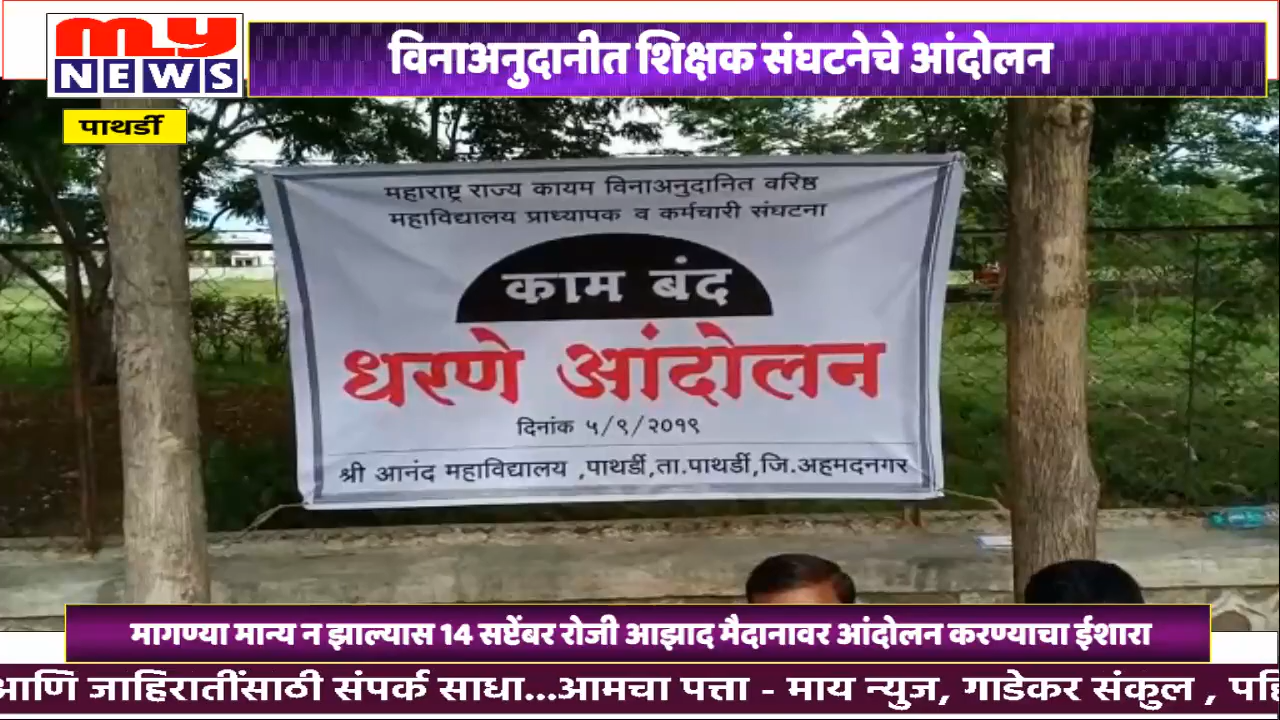 my
NEWS
विनाअनुदानीत शिक्षक संघटनेचे आंदोलन
पाथर्डी
महाराष्ट्र राज्य कायम विनाअनुदानित वरिष्ठ
महाविद्यालय प्राध्यापक व कर्मचारी संघटना
काम बंद
धरणे आंदोलन
दिनांक ५/९/२०१९
श्री आनंद महाविद्यालय ,पाथर्डी,ता.पाथर्डी,जि.अहमदनगर
मागण्या मान्य न झाल्यास 14 सप्टेंबर रोजी आझाद मैदानावर आंदोलन करण्याचा ईशारा
आणि जाहिरातींसाठी संपर्क साधा...आमचा पत्ता - माय न्युज, गाडेकर संकुल ,